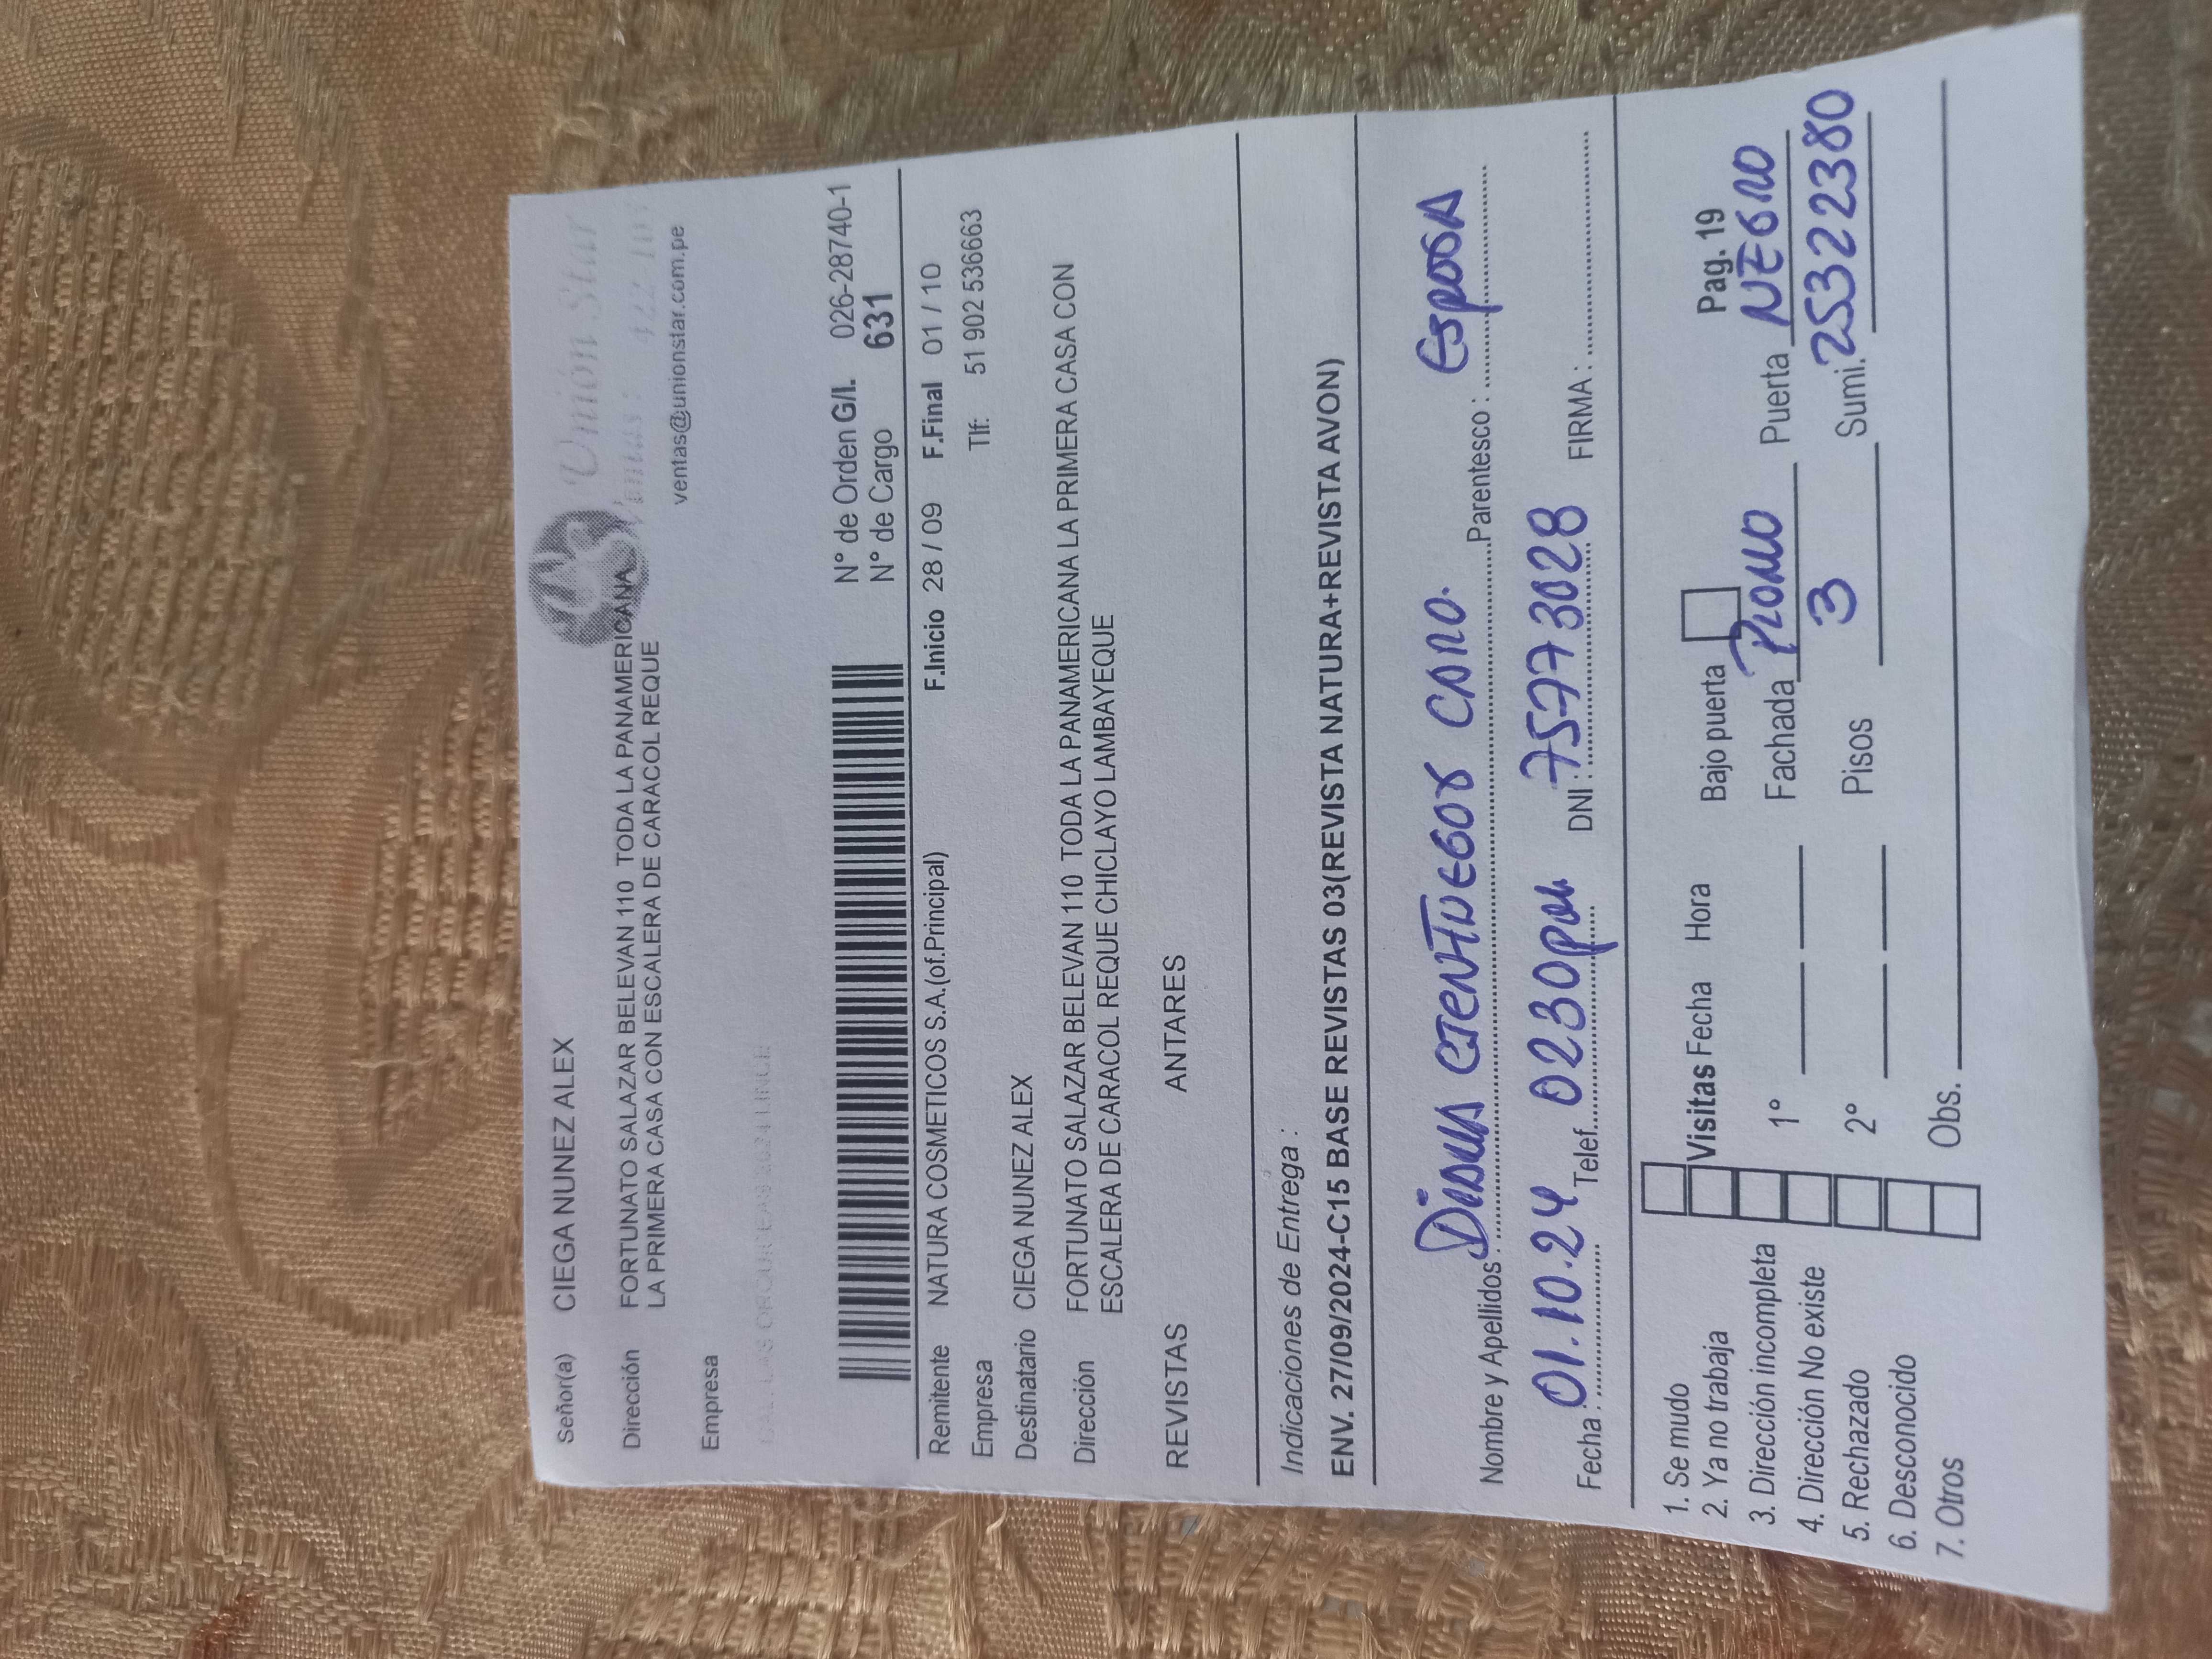 Unión Star
ventas@unionstar.com.pe
Señor(a) CIEGA NUNEZ ALEX
Dirección FORTUNATO SALAZAR BELEVAN 110 TODA LA PANAMERICANA
LA PRIMERA CASA CON ESCALERA DE CARACOL REQUE
Empresa
N° de Orden G/I. 026-28740-1
N° de Cargo 631
Remitente NATURA COSMETICOS S.A.(of.Principal) F.Inicio 28 / 09 F.Final 01 / 10
Empresa Tlf: 51 902 536663
Destinatario CIEGA NUNEZ ALEX
Dirección FORTUNATO SALAZAR BELEVAN 110 TODA LA PANAMERICANA LA PRIMERA CASA CON
ESCALERA DE CARACOL REQUE CHICLAYO LAMBAYEQUE
REVISTAS ANTARES
Indicaciones de Entrega :
ENV. 27/09/2024-C15 BASE REVISTAS 03(REVISTA NATURA+REVISTA AVON)
Nombre y Apellidos: Parentesco : Esposa
Fecha : 01.10.24 Telef. 0230pm DNI : 75773028 FIRMA :
1. Se mudo Visitas Fecha Hora Bajo puerta Pag. 19
2. Ya no trabaja
3. Dirección incompleta 1° Fachada Plomo Puerta NEGRO
4. Dirección No existe
5. Rechazado 2° Pisos 3 Sumi. 25322380
6. Desconocido
7. Otros Obs.